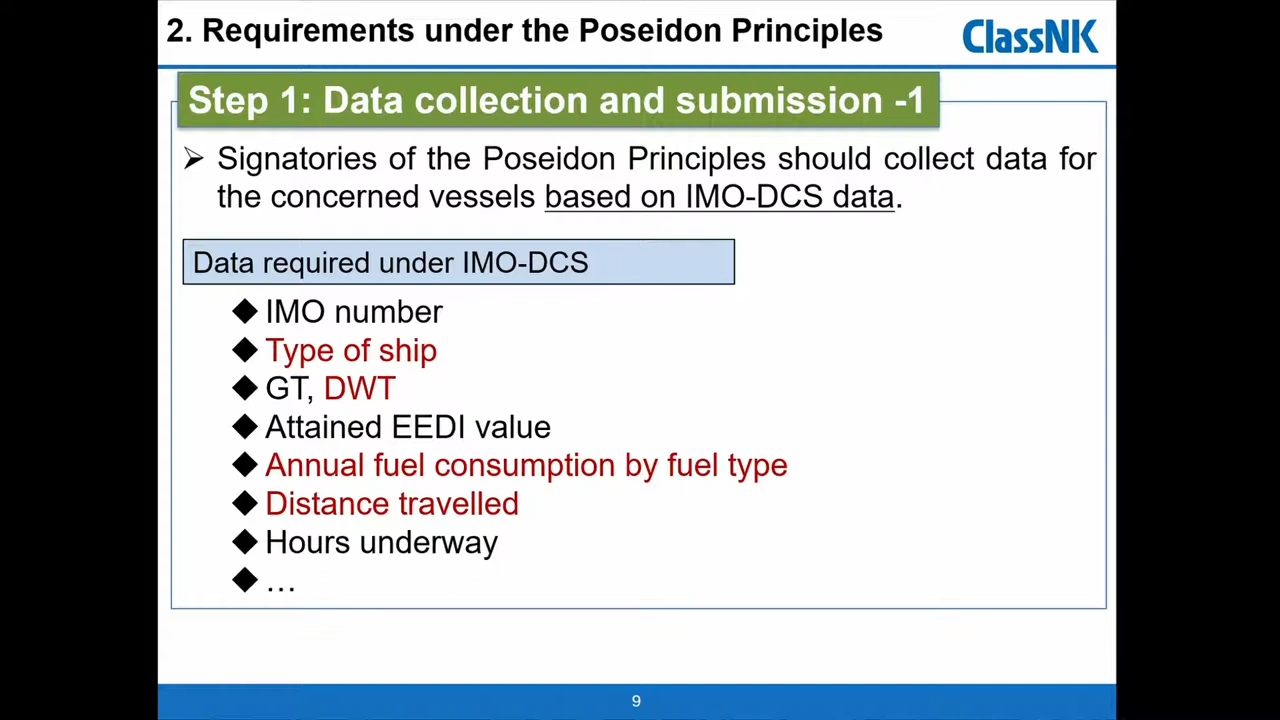 2. Requirements under the Poseidon Principles
ClassNK
Step 1: Data collection and submission -1
➢ Signatories of the Poseidon Principles should collect data for
the concerned vessels based on IMO-DCS data.
Data required under IMO-DCS
◆ IMO number
◆ Type of ship
◆ GT, DWT
◆ Attained EEDI value
◆ Annual fuel consumption by fuel type
◆ Distance travelled
◆ Hours underway
◆ …
9